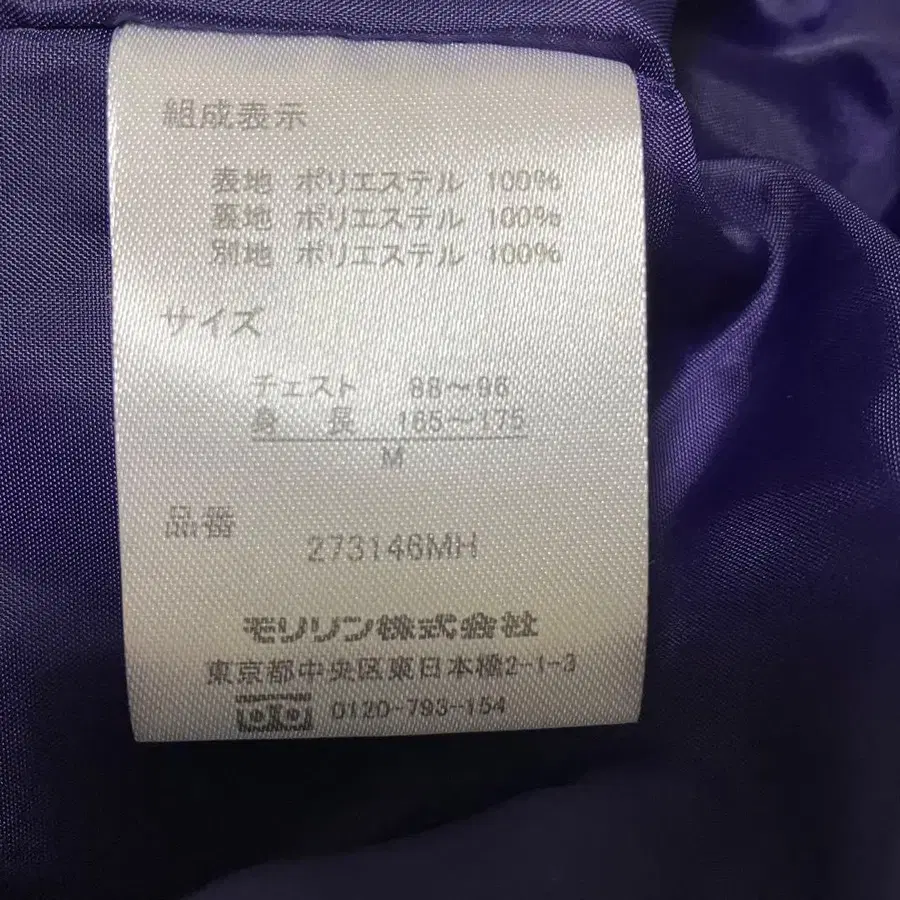 組成表示
表地 ポリエステル 100%
裏地 ポリエステル 100%
別地 ポリエステル 100%
サイズ
チェスト 88～96
身長 165～175
M
品番
273146MH
モリリン株式会社
東京都中央区東日本橋2-1-3
0120-793-154